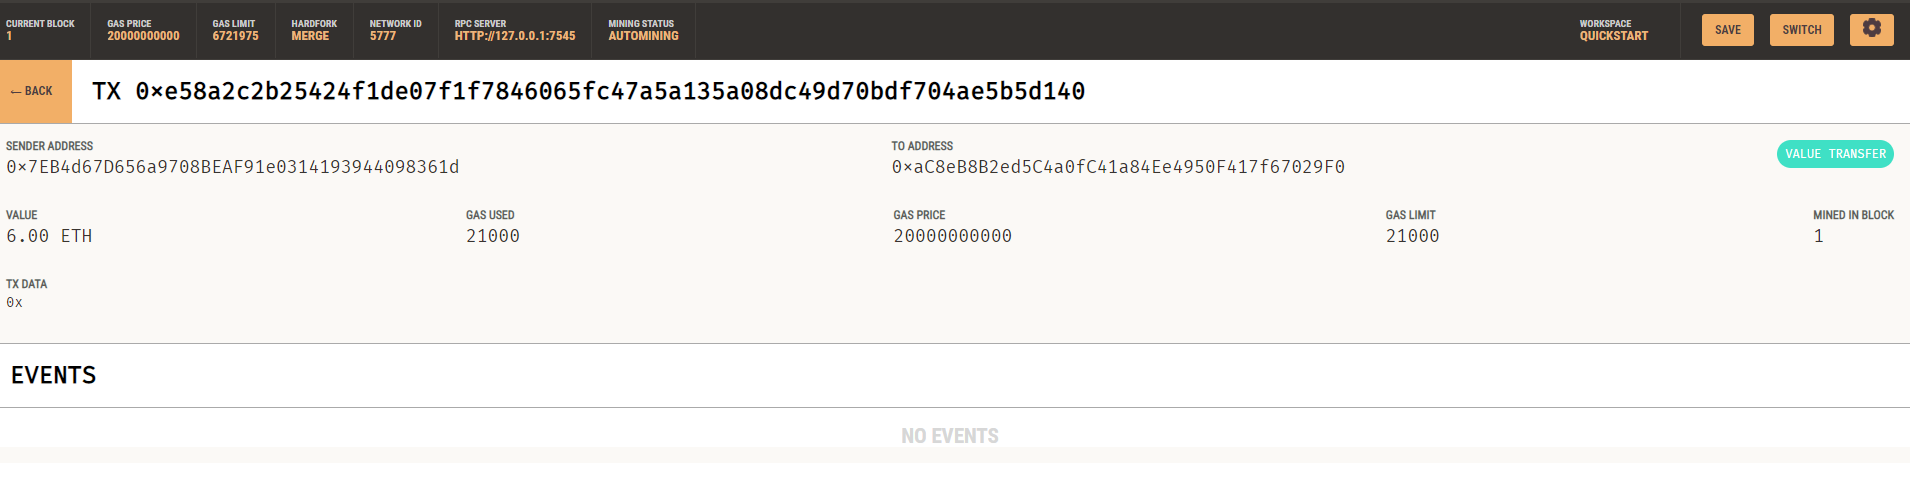 CURRENT BLOCK GAS PRICE GAS LIMIT HARDFORK NETWORK ID RPC SERVER MINING STATUS WORKSPACE
1 20000000000 6721975 MERGE 5777 HTTP://127.0.0.1:7545 AUTOMINING QUICKSTART SAVE SWITCH
← BACK TX 0×e58a2c2b25424f1de07f1f7846065fc47a5a135a08dc49d70bdf704ae5b5d140
SENDER ADDRESS TO ADDRESS
0×7EB4d67D656a9708BEAF91e0314193944098361d 0×aC8eB8B2ed5C4a0fC41a84Ee4950F417f67029F0 VALUE TRANSFER
VALUE GAS USED GAS PRICE GAS LIMIT MINED IN BLOCK
6.00 ETH 21000 20000000000 21000 1
TX DATA
0x
EVENTS
NO EVENTS